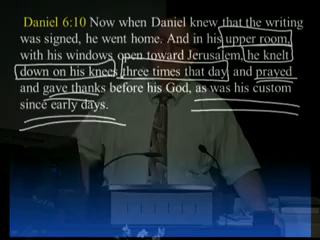 Daniel 6:10 Now when Daniel knew that the writing
was signed, he went home. And in his upper room,
with his windows open toward Jerusalem, he knelt
down on his knees three times that day, and prayed
and gave thanks before his God, as was his custom
since early days.